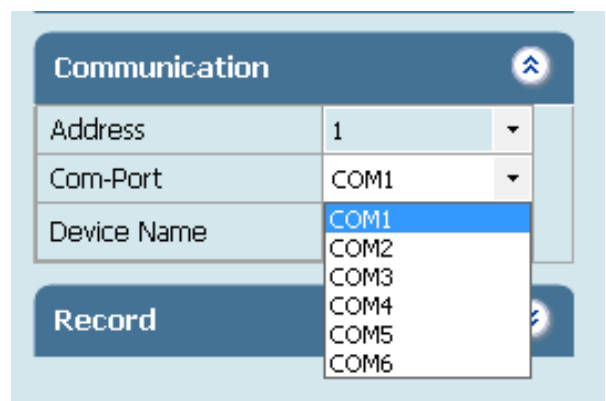 Communication
Address 1
Com-Port COM1
Device Name COM1
COM2
COM3
Record COM4
COM5
COM6